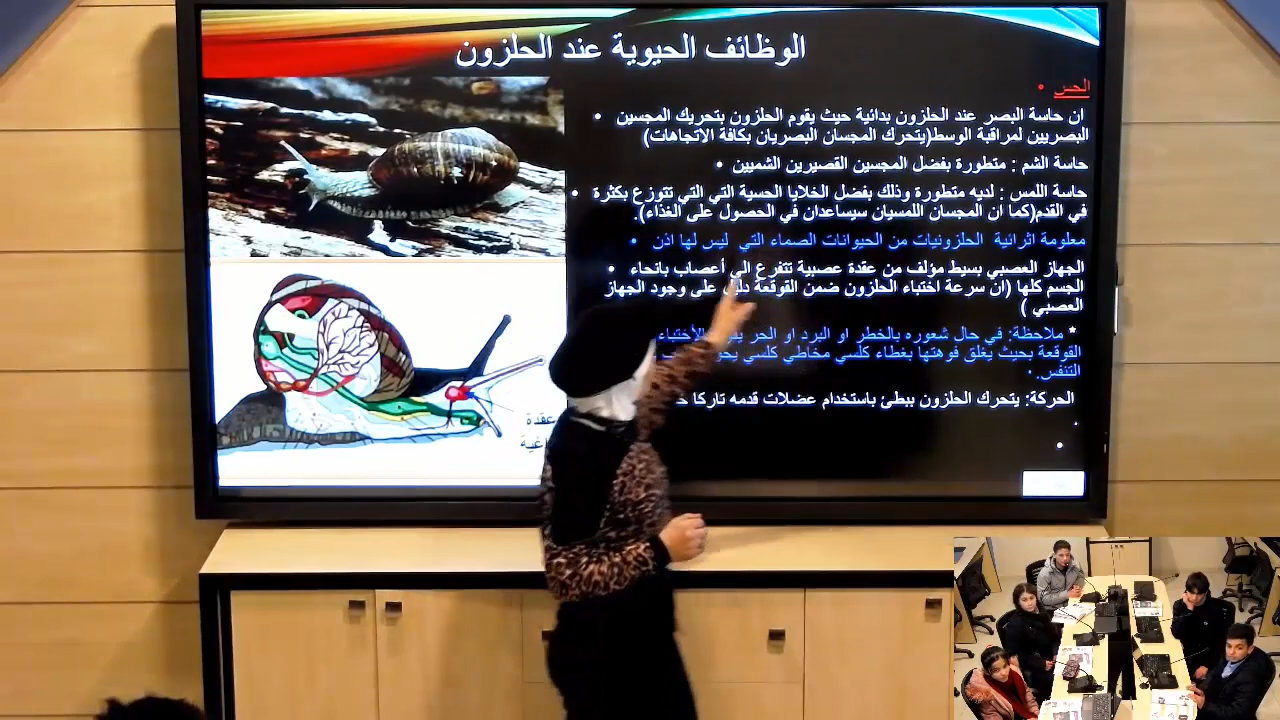 الوظائف الحيوية عند الحلزون
الحس •
ان حاسة البصر عند الحلزون بدائية حيث يقوم الحلزون بتحريك المجسين •
البصريين لمراقبة الوسط(يتحرك المجسان البصريان بكافة الاتجاهات)
حاسة الشم : متطورة بفضل المجسين القصيرين الشميين •
حاسة اللمس : لديه متطورة وذلك بفضل الخلايا الحسية التي التي تتوزع بكثرة •
في القدم(كما ان المجسان اللمسيان سيساعدان في الحصول على الغذاء).
معلومة اثرائية الحلزونيات من الحيوانات الصماء التي ليس لها اذن •
الجهاز العصبي بسيط مؤلف من عقدة عصبية تتفرع الى أعصاب بانحاء •
الجسم كلها (ان سرعة اختباء الحلزون ضمن القوقعة دليل على وجود الجهاز
العصبي )
* ملاحظة: في حال شعوره بالخطر او البرد او الحر الأختباء
القوقعة بحيث يغلق فوهتها بغطاء كلسي مخاطي كلسي
التنفس.
الحركة: يتحرك الحلزون ببطئ باستخدام عضلات قدمه تاركا
عقدة